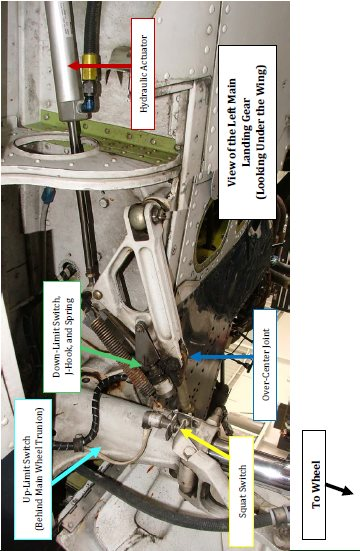 View of the Left Main
Landing Gear
(Looking Under the Wing)
Hydraulic Actuator
Down-Limit Switch,
J-Hook, and Spring
Up-Limit Switch
(Behind Main Wheel Trunion)
Over-Center Joint
Squat Switch
To Wheel